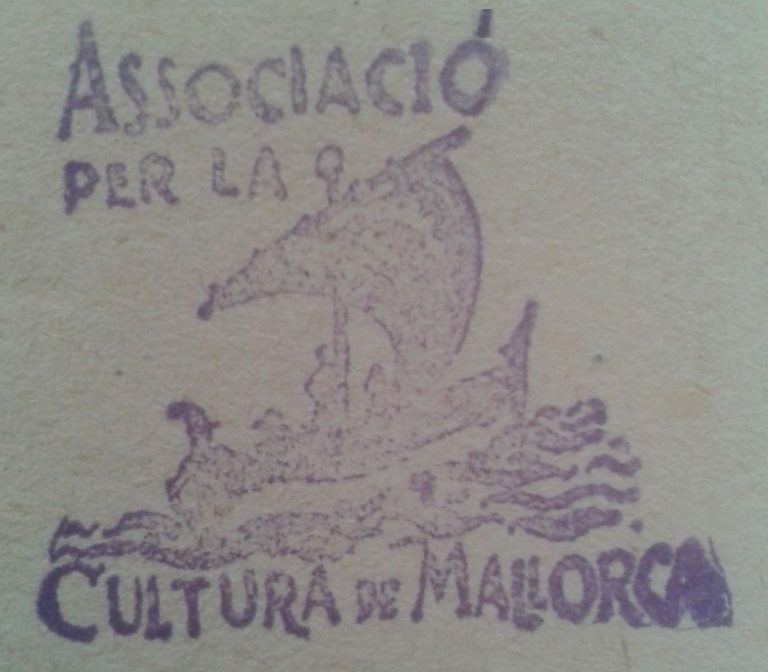 ASSOCIACIÓ
PER LA
CULTURA DE MALLORCA